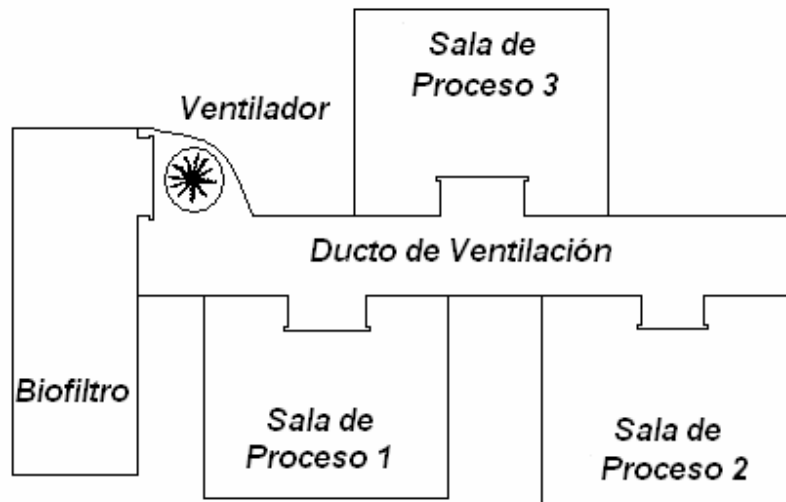 Sala de
Proceso 3
Ventilador
Ducto de Ventilación
Biofiltro
Sala de
Proceso 1
Sala de
Proceso 2